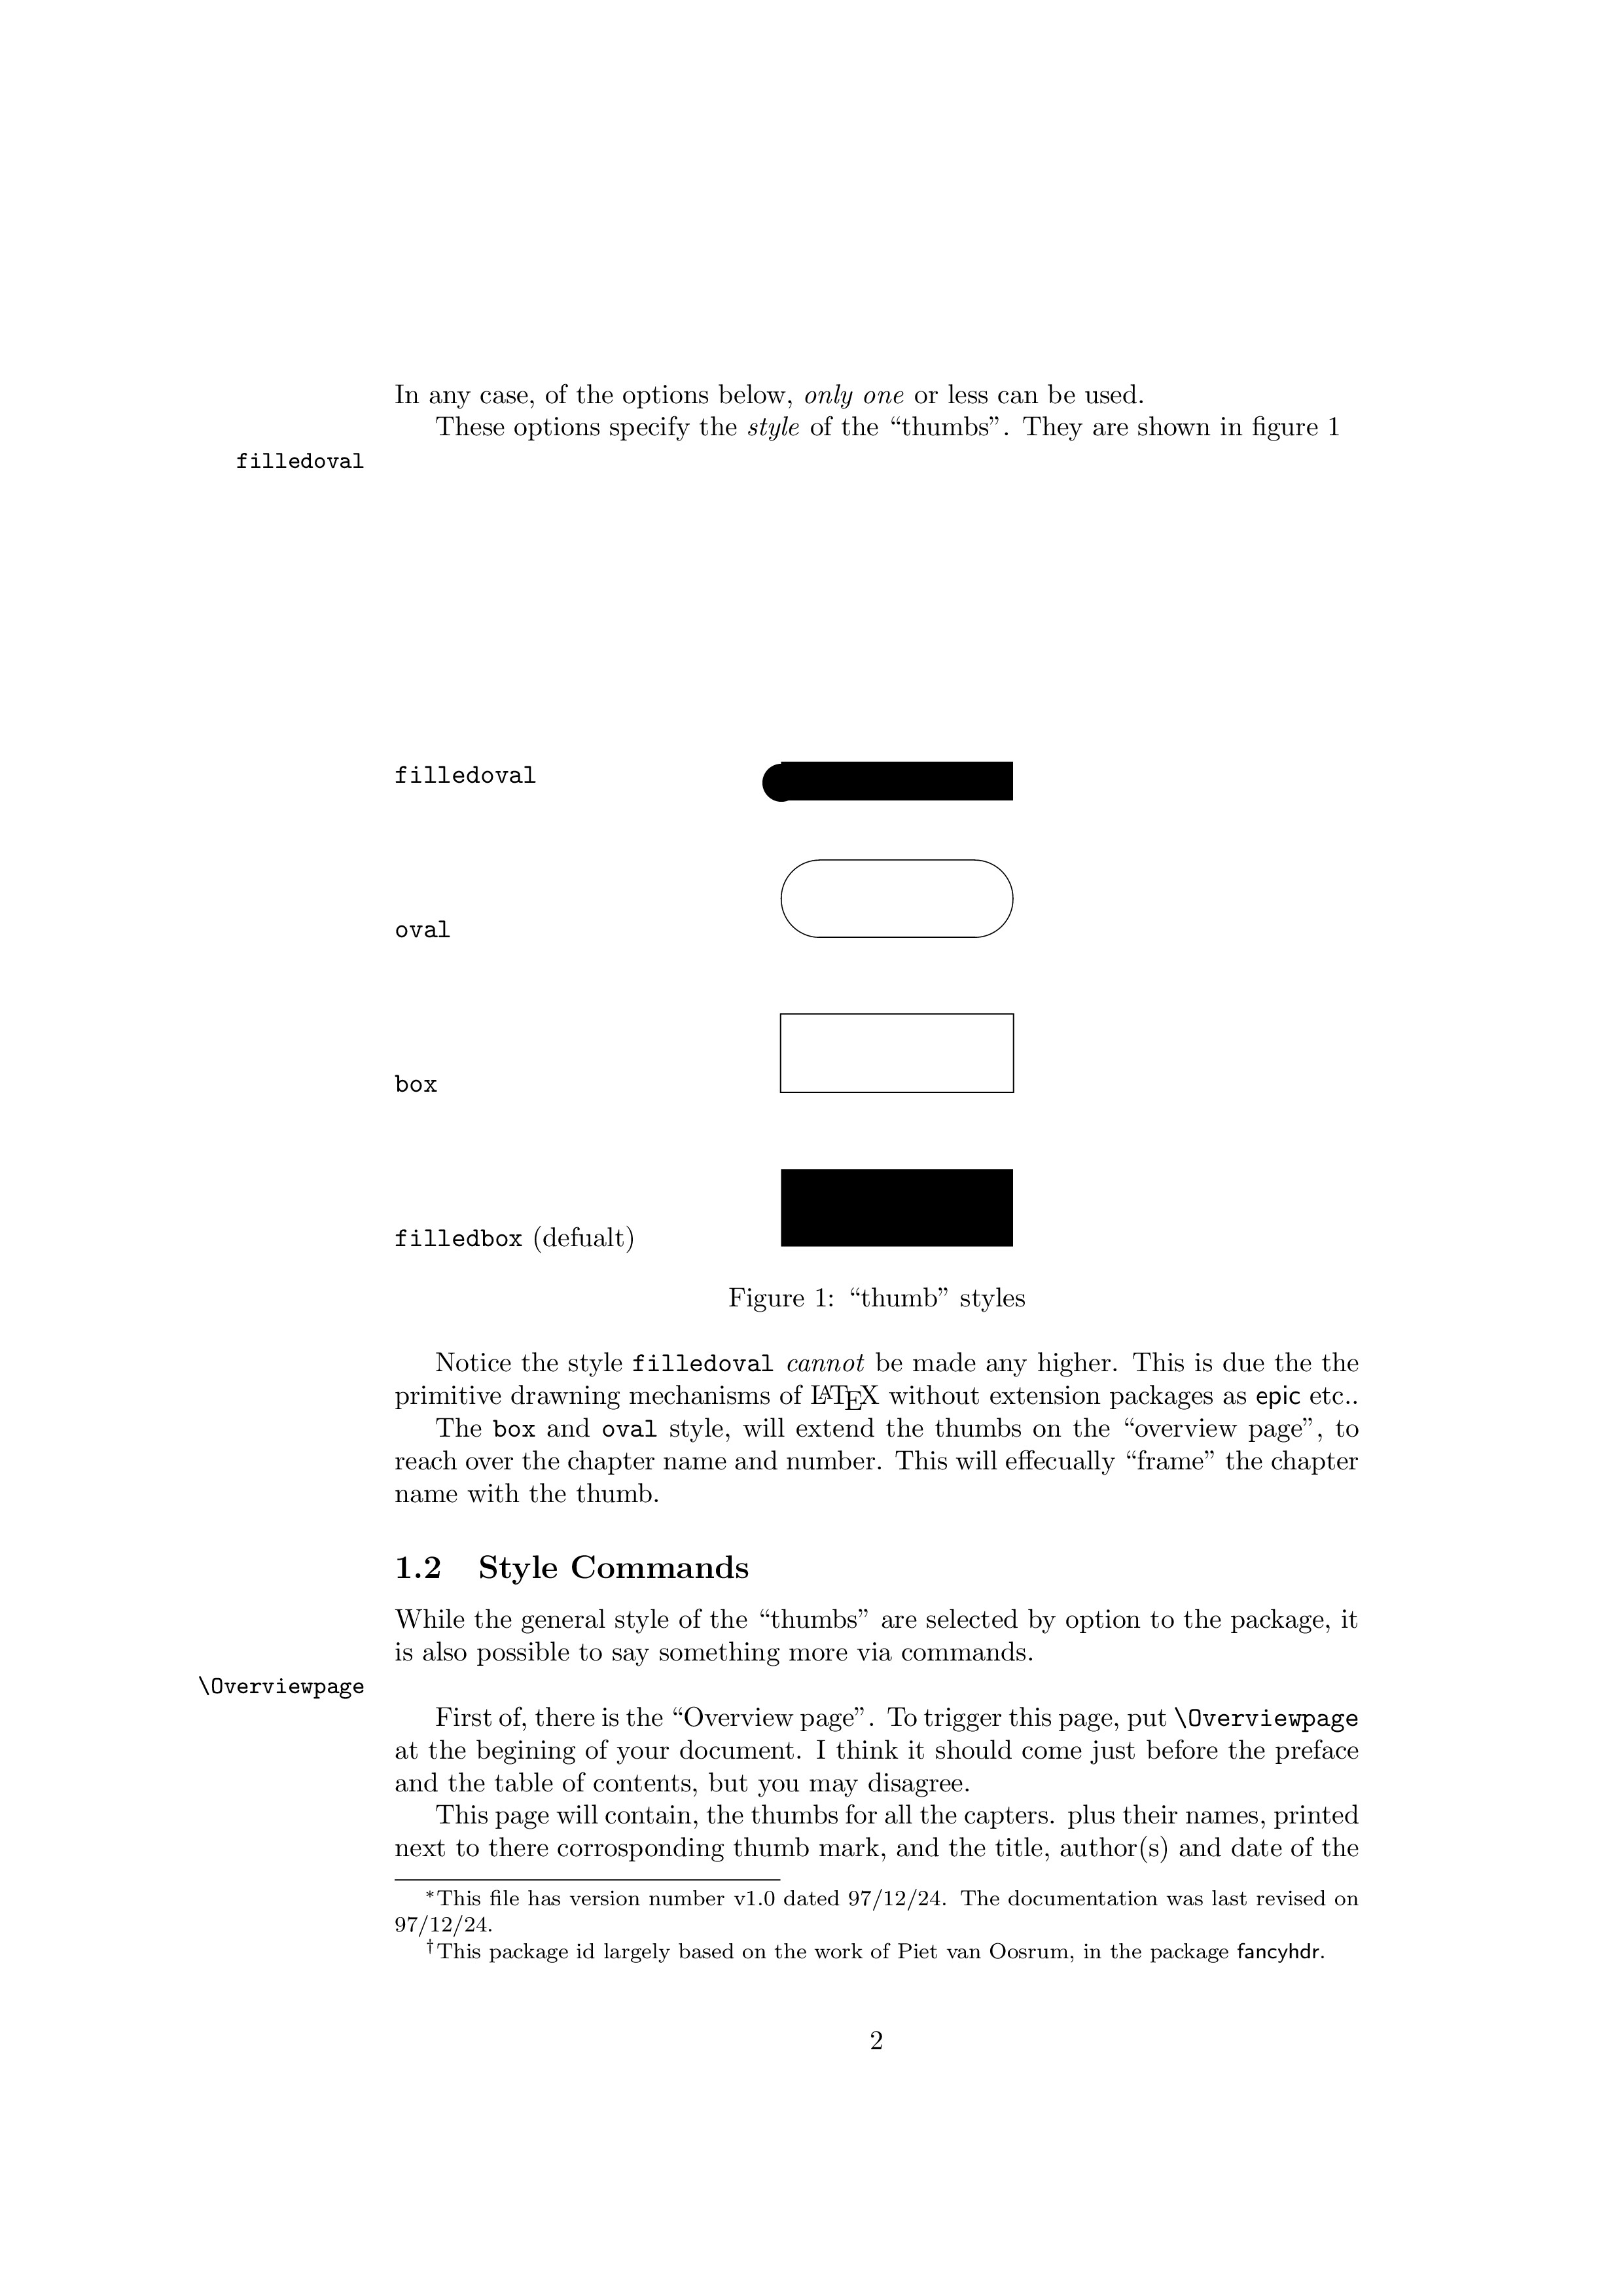 In any case, of the options below, only one or less can be used.
These options specify the style of the “thumbs”. They are shown in figure 1
filledoval
filledoval
oval
box
filledbox (defualt)
Figure 1: “thumb” styles
Notice the style filledoval cannot be made any higher. This is due the the
primitive drawning mechanisms of LATEX without extension packages as epic etc..
The box and oval style, will extend the thumbs on the “overview page”, to
reach over the chapter name and number. This will effecually “frame” the chapter
name with the thumb.
1.2 Style Commands
While the general style of the “thumbs” are selected by option to the package, it
is also possible to say something more via commands.
\Overviewpage
First of, there is the “Overview page”. To trigger this page, put \Overviewpage
at the begining of your document. I think it should come just before the preface
and the table of contents, but you may disagree.
This page will contain, the thumbs for all the capters. plus their names, printed
next to there corrosponding thumb mark, and the title, author(s) and date of the
*This file has version number v1.0 dated 97/12/24. The documentation was last revised on
97/12/24.
†This package id largely based on the work of Piet van Oosrum, in the package fancyhdr.
2